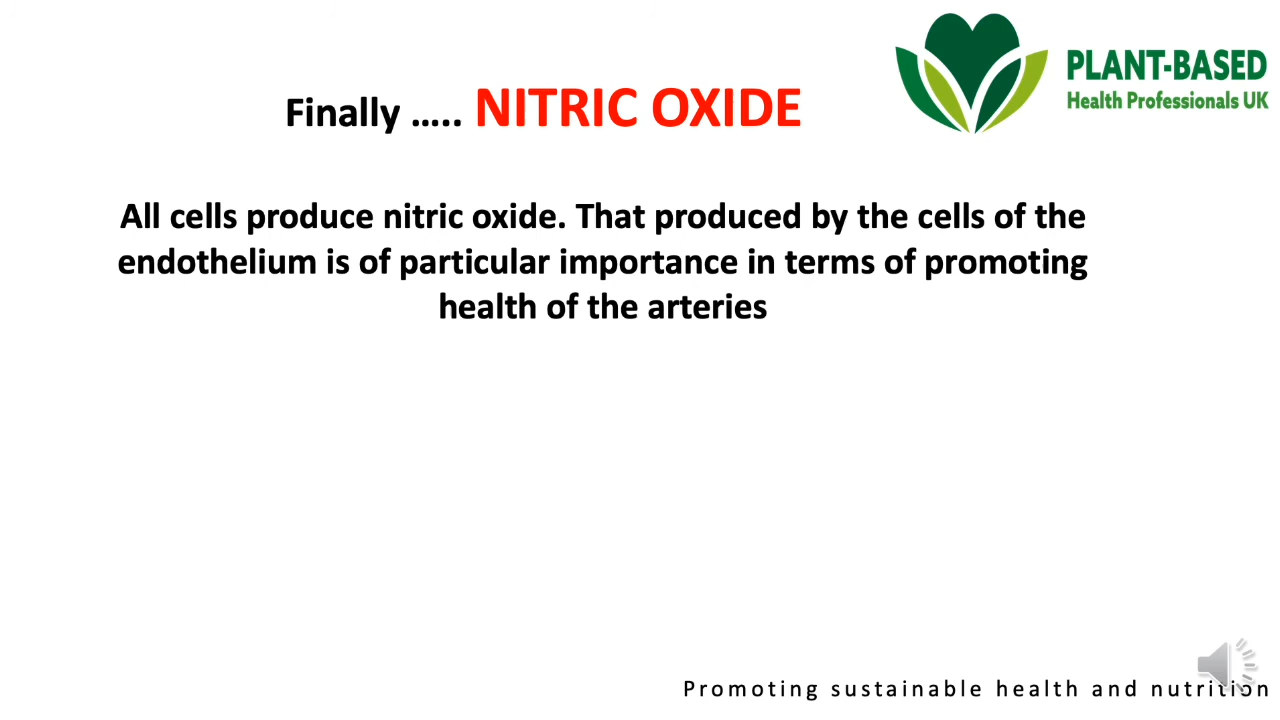 PLANT-BASED
Health Professionals UK
Finally ….. NITRIC OXIDE
All cells produce nitric oxide. That produced by the cells of the
endothelium is of particular importance in terms of promoting
health of the arteries
Promoting sustainable health and nutrition